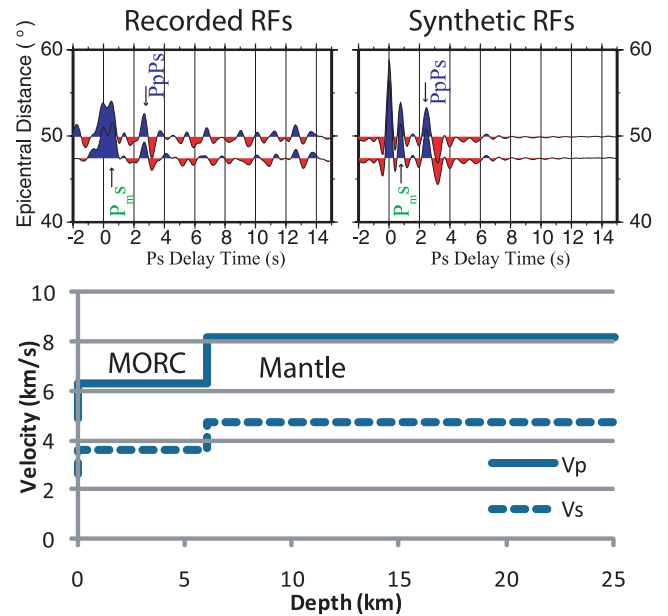 Recorded RFs
Synthetic RFs
Epicentral Distance (°)
60
50
40
PpPs
Pms
-2 0 2 4 6 8 10 12 14
Ps Delay Time (s)
60
50
40
PpPs
Pms
-2 0 2 4 6 8 10 12 14
Ps Delay Time (s)
Velocity (km/s)
10
8
6
4
2
0
MORC
Mantle
Vp
Vs
0 5 10 15 20 25
Depth (km)